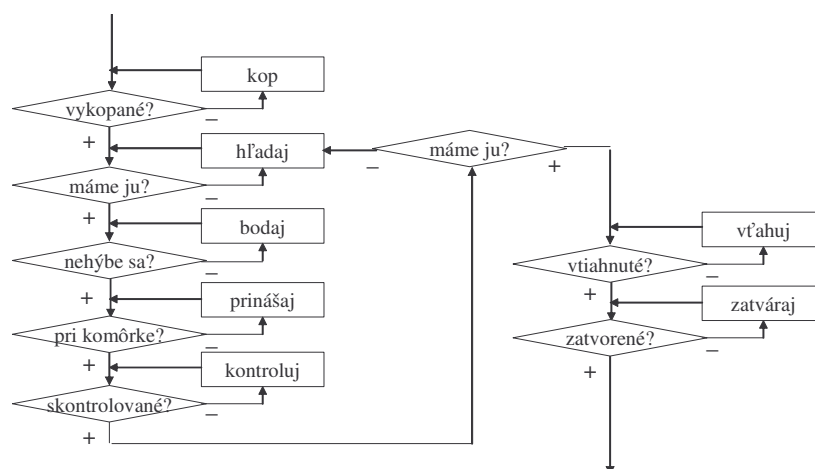 kop
vykopané?
–
+
hľadaj
máme ju?
–
+
máme ju?
–
+
bodaj
vťahuj
nehýbe sa?
–
vtiahnuté?
–
+
+
prinášaj
zatváraj
pri komôrke?
–
zatvorené?
–
+
+
kontroluj
skontrolované?
–
+